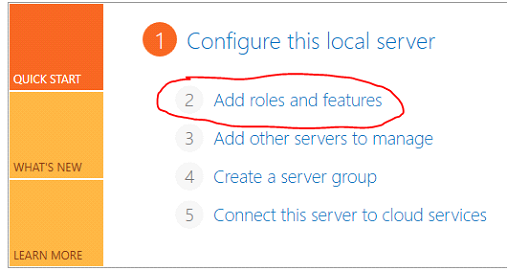 QUICK START
WHAT'S NEW
LEARN MORE
1 Configure this local server
2 Add roles and features
3 Add other servers to manage
4 Create a server group
5 Connect this server to cloud services